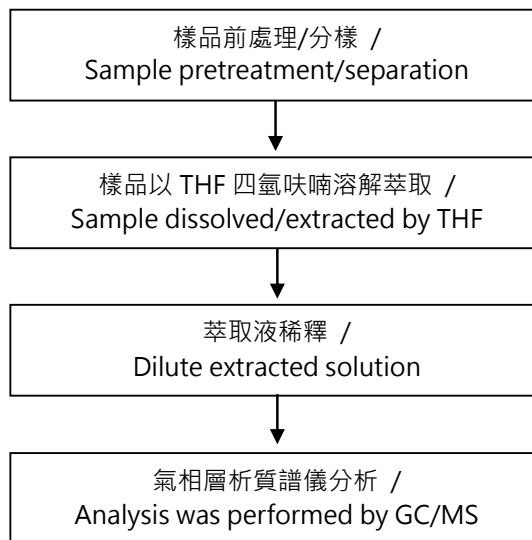 樣品前處理/分樣 /
Sample pretreatment/separation
樣品以 THF 四氫呋喃溶解萃取 /
Sample dissolved/extracted by THF
萃取液稀釋 /
Dilute extracted solution
氣相層析質譜儀分析 /
Analysis was performed by GC/MS